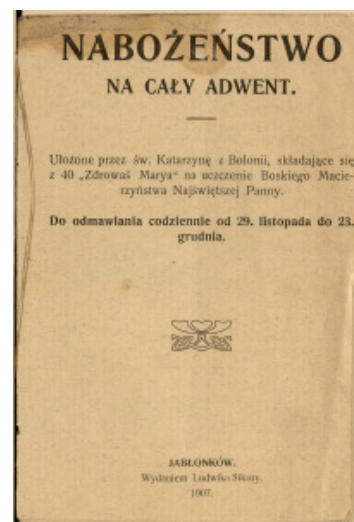 NABOŻEŃSTWO
NA CAŁY ADWENT.
Ułożone przez św. Katarzynę z Bolonii, składające się
z 40 „Zdrowaś Marya“ na uczczenie Boskiego Macie-
rzyństwa Najświętszej Panny.
Do odmawiania codziennie od 29. listopada do 23.
grudnia.
JABŁONKÓW.
Wydaniem Ludwika Sikory.
1907.